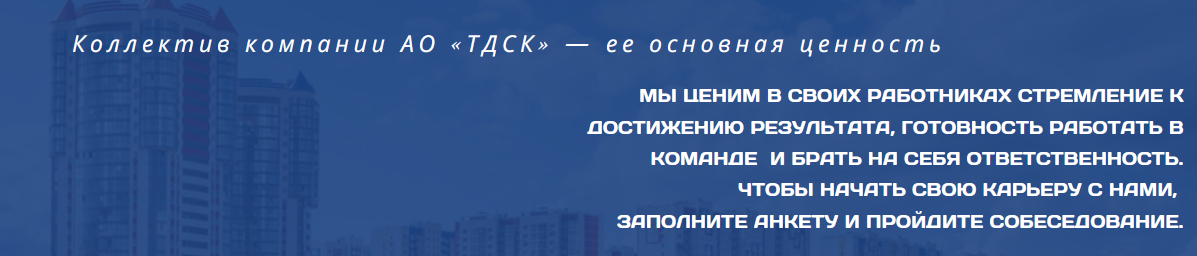 Коллектив компании АО «ТДСК» — ее основная ценность
МЫ ЦЕНИМ В СВОИХ РАБОТНИКАХ СТРЕМЛЕНИЕ К
ДОСТИЖЕНИЮ РЕЗУЛЬТАТА, ГОТОВНОСТЬ РАБОТАТЬ В
КОМАНДЕ И БРАТЬ НА СЕБЯ ОТВЕТСТВЕННОСТЬ.
ЧТОБЫ НАЧАТЬ СВОЮ КАРЬЕРУ С НАМИ,
ЗАПОЛНИТЕ АНКЕТУ И ПРОЙДИТЕ СОБЕСЕДОВАНИЕ.